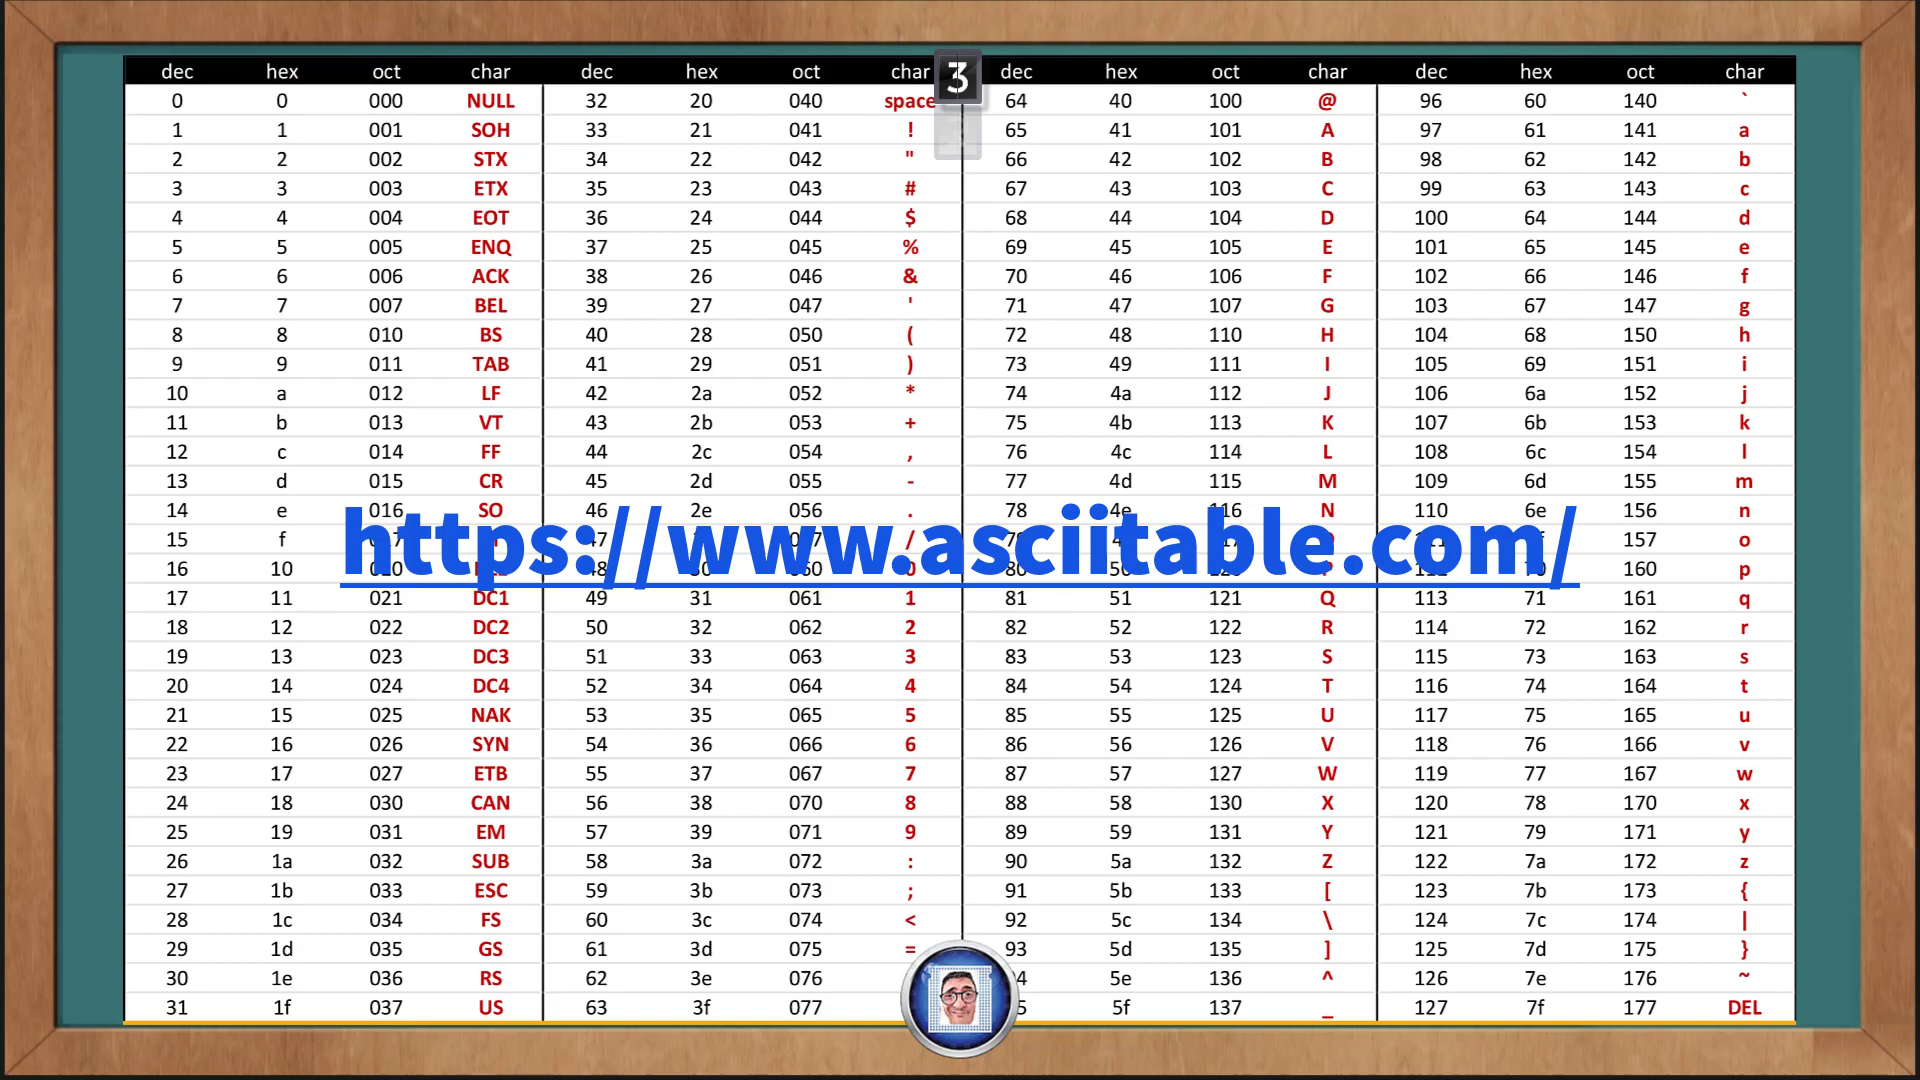 dec hex oct char dec hex oct char 3 dec hex oct char dec hex oct char
0 0 000 NULL 32 20 040 space 64 40 100 @ 96 60 140 `
1 1 001 SOH 33 21 041 ! 65 41 101 A 97 61 141 a
2 2 002 STX 34 22 042 " 66 42 102 B 98 62 142 b
3 3 003 ETX 35 23 043 # 67 43 103 C 99 63 143 c
4 4 004 EOT 36 24 044 $ 68 44 104 D 100 64 144 d
5 5 005 ENQ 37 25 045 % 69 45 105 E 101 65 145 e
6 6 006 ACK 38 26 046 & 70 46 106 F 102 66 146 f
7 7 007 BEL 39 27 047 ' 71 47 107 G 103 67 147 g
8 8 010 BS 40 28 050 ( 72 48 110 H 104 68 150 h
9 9 011 TAB 41 29 051 ) 73 49 111 I 105 69 151 i
10 a 012 LF 42 2a 052 * 74 4a 112 J 106 6a 152 j
11 b 013 VT 43 2b 053 + 75 4b 113 K 107 6b 153 k
12 c 014 FF 44 2c 054 , 76 4c 114 L 108 6c 154 l
13 d 015 CR 45 2d 055 - 77 4d 115 M 109 6d 155 m
14 e 016 SO 46 2e 056 . 78 4e 116 N 110 6e 156 n
15 f 47 / 157 o
https://www.asciitable.com/
16 10 020 48 80 160 p
17 11 021 DC1 49 31 061 1 81 51 121 Q 113 71 161 q
18 12 022 DC2 50 32 062 2 82 52 122 R 114 72 162 r
19 13 023 DC3 51 33 063 3 83 53 123 S 115 73 163 s
20 14 024 DC4 52 34 064 4 84 54 124 T 116 74 164 t
21 15 025 NAK 53 35 065 5 85 55 125 U 117 75 165 u
22 16 026 SYN 54 36 066 6 86 56 126 V 118 76 166 v
23 17 027 ETB 55 37 067 7 87 57 127 W 119 77 167 w
24 18 030 CAN 56 38 070 8 88 58 130 X 120 78 170 x
25 19 031 EM 57 39 071 9 89 59 131 Y 121 79 171 y
26 1a 032 SUB 58 3a 072 : 90 5a 132 Z 122 7a 172 z
27 1b 033 ESC 59 3b 073 ; 91 5b 133 [ 123 7b 173 {
28 1c 034 FS 60 3c 074 < 92 5c 134 \ 124 7c 174 |
29 1d 035 GS 61 3d 075 = 93 5d 135 ] 125 7d 175 }
30 1e 036 RS 62 3e 076 5e 136 ^ 126 7e 176 ~
31 1f 037 US 63 3f 077 5f 137 _ 127 7f 177 DEL